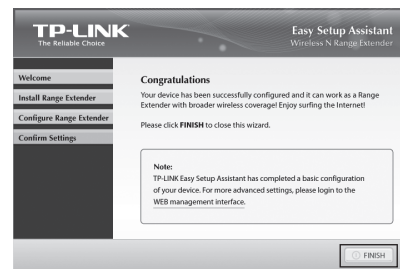 TP-LINK
The Reliable Choice
Easy Setup Assistant
Wireless N Range Extender
Welcome
Install Range Extender
Configure Range Extender
Confirm Settings
Congratulations
Your device has been successfully configured and it can work as a Range
Extender with broader wireless coverage! Enjoy surfing the Internet!
Please click FINISH to close this wizard.
Note:
TP-LINK Easy Setup Assistant has completed a basic configuration
of your device. For more advanced settings, please login to the
WEB management interface.
FINISH